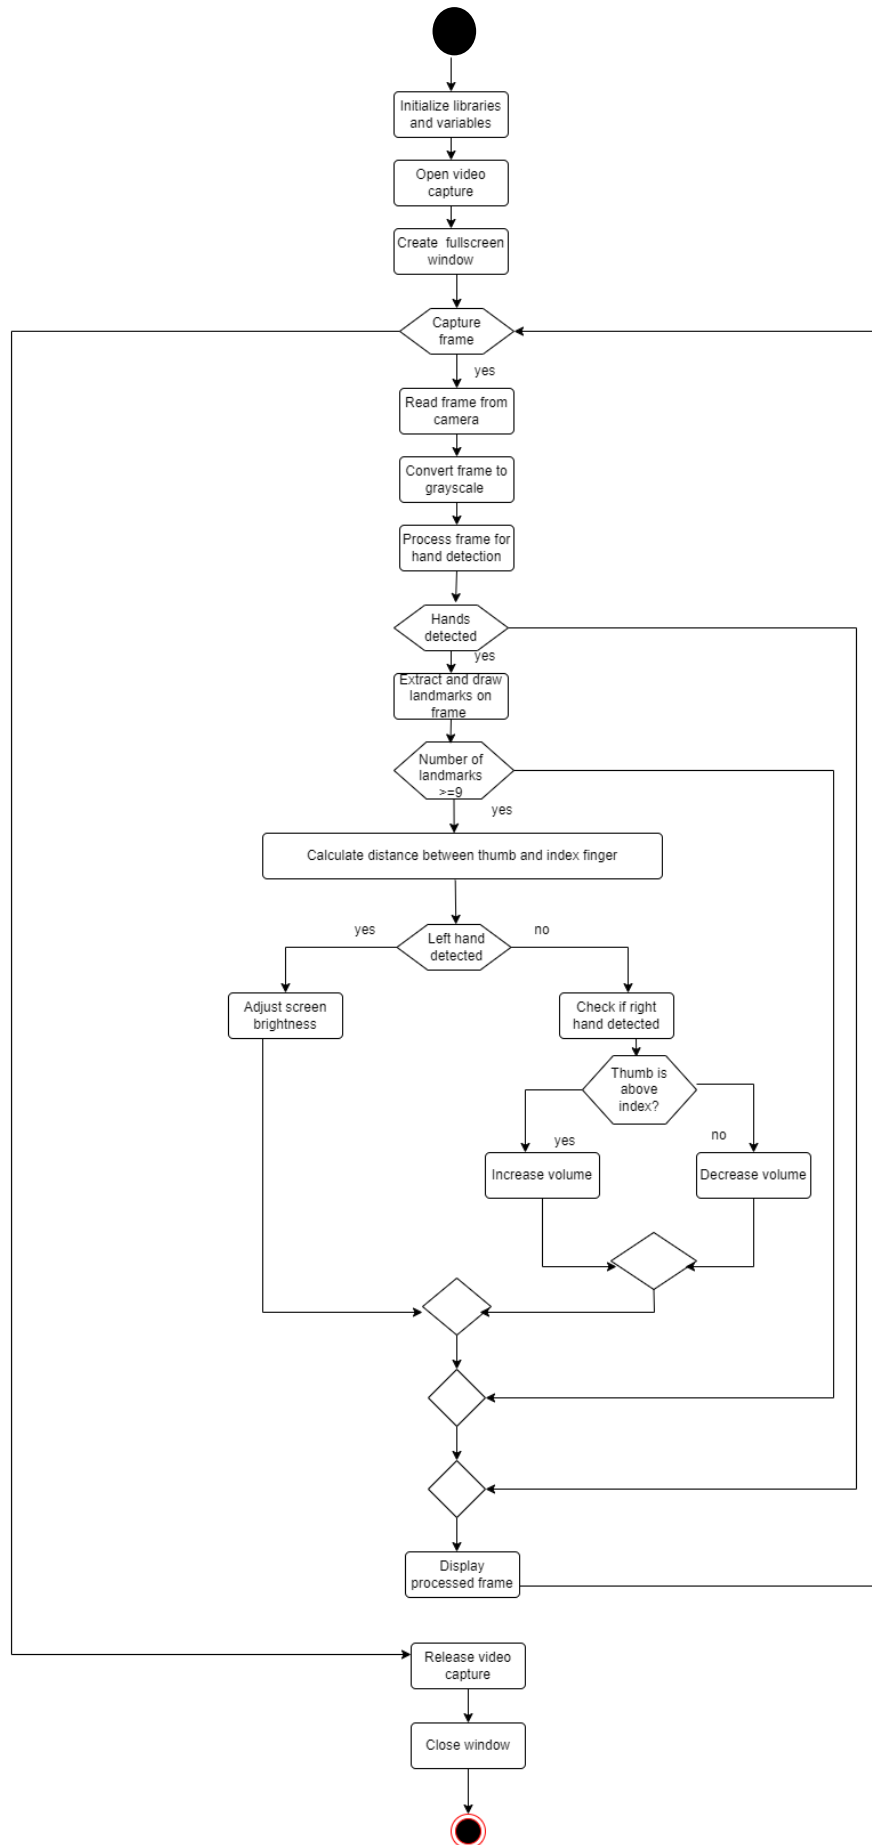 Initialize libraries
and variables
Open video
capture
Create fullscreen
window
Capture
frame
yes
Read frame from
camera
Convert frame to
grayscale
Process frame for
hand detection
Hands
detected
yes
Extract and draw
landmarks on
frame
Number of
landmarks
>=9
yes
Calculate distance between thumb and index finger
yes
Left hand
detected
no
Adjust screen
brightness
Check if right
hand detected
Thumb is
above
index?
yes
no
Increase volume
Decrease volume
Display
processed frame
Release video
capture
Close window